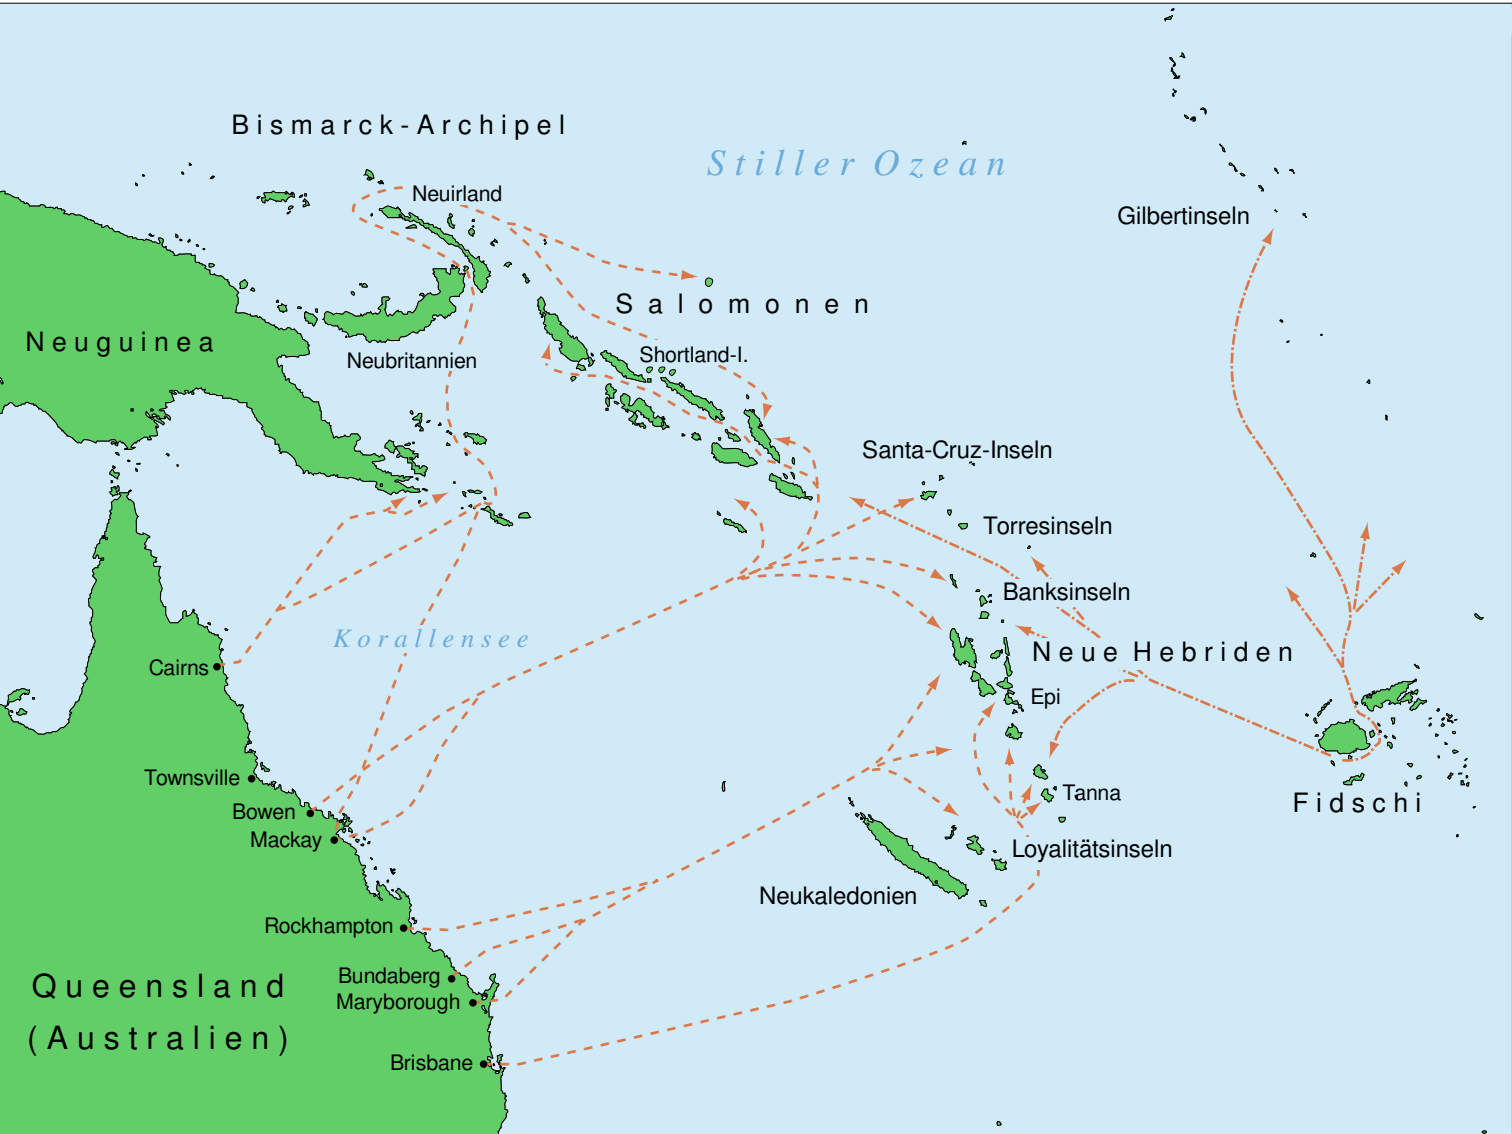 Bismarck-Archipel
Stiller Ozean
Neuirland
Gilbertinseln
Salomonen
Neuguinea
Neubritannien
Shortland-I.
Santa-Cruz-Inseln
Torresinseln
Banksinseln
Korallensee
Neue Hebriden
Cairns
Epi
Townsville
Tanna
Fidschi
Bowen
Mackay
Loyalitätsinseln
Neukaledonien
Rockhampton
Bundaberg
Queensland
Maryborough
(Australien)
Brisbane